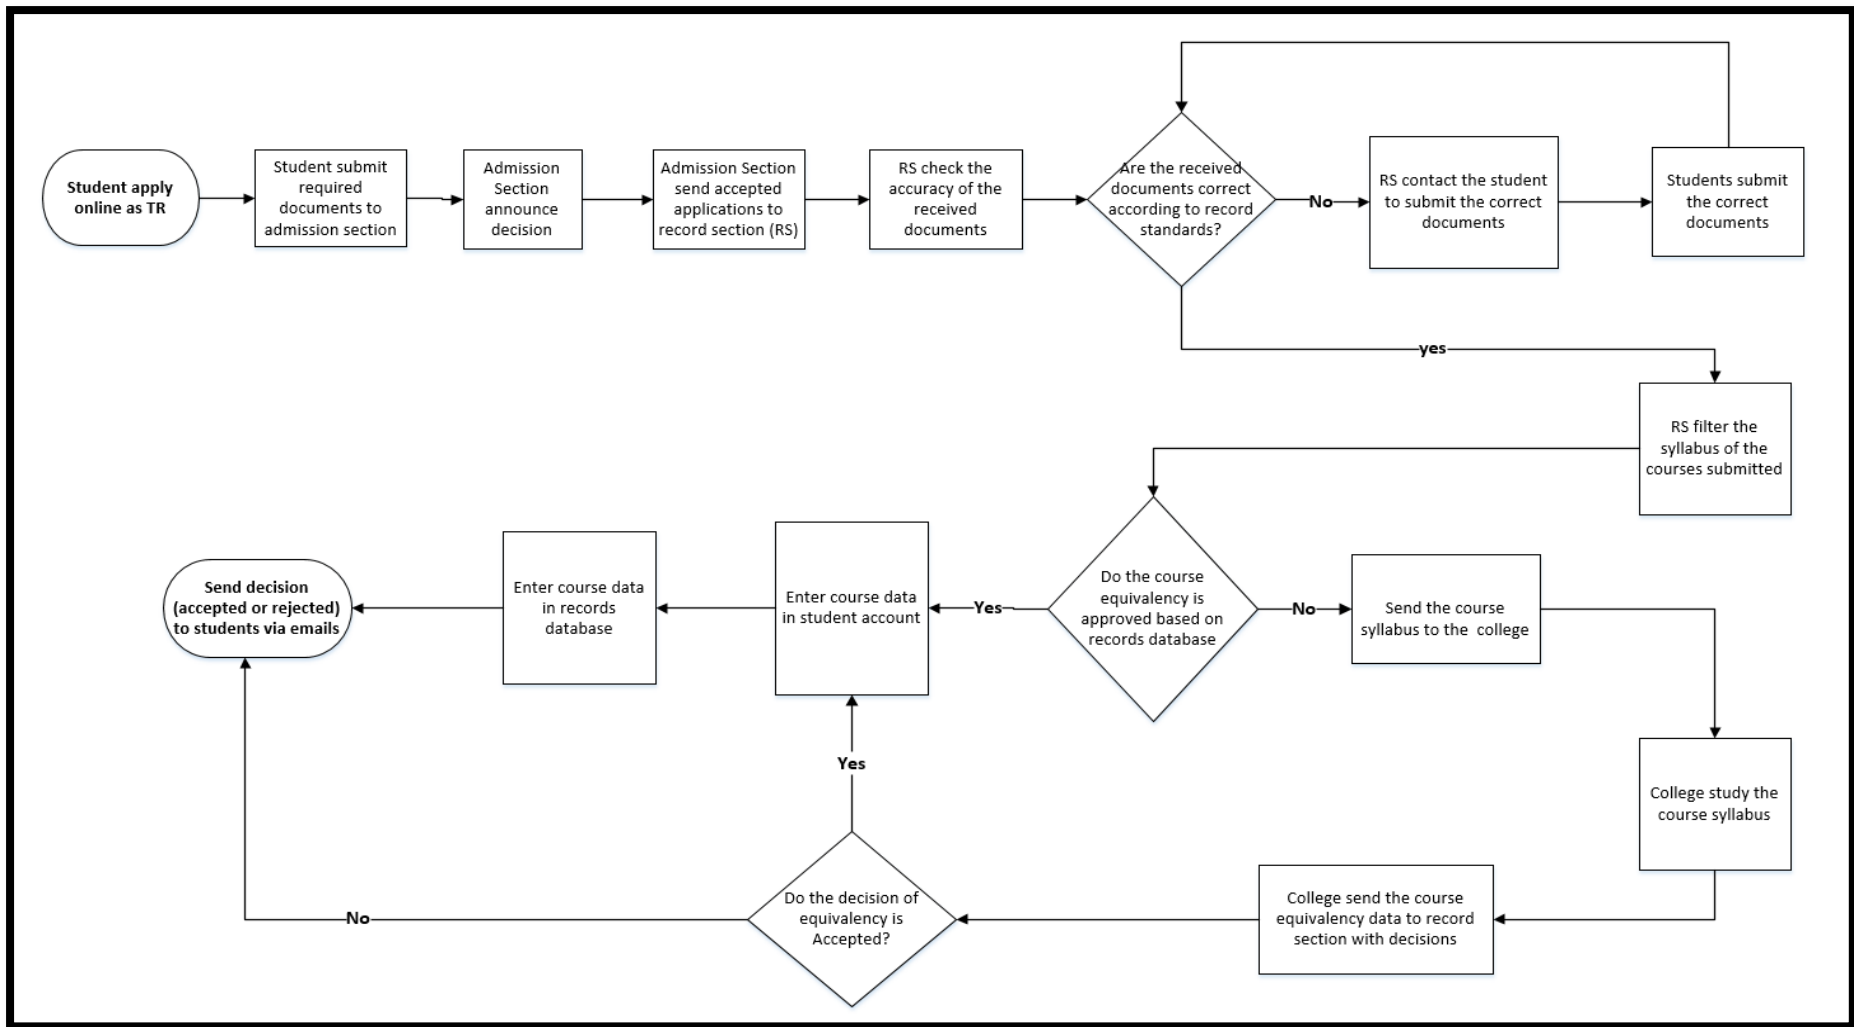 Student apply
online as TR
Student submit
required
documents to
admission section
Admission
Section
announce
decision
Admission Section
send accepted
applications to
record section (RS)
RS check the
accuracy of the
received
documents
Are the received
documents correct
according to record
standards?
No
RS contact the student
to submit the correct
documents
Students submit
the correct
documents
yes
RS filter the
syllabus of the
courses submitted
Do the course
equivalency is
approved based on
records database
Yes
Enter course data
in student account
Enter course data
in records
database
Send decision
(accepted or rejected)
to students via emails
No
Send the course
syllabus to the  college
College study the
course syllabus
College send the course
equivalency data to record
section with decisions
Do the decision of
equivalency is
Accepted?
Yes
No